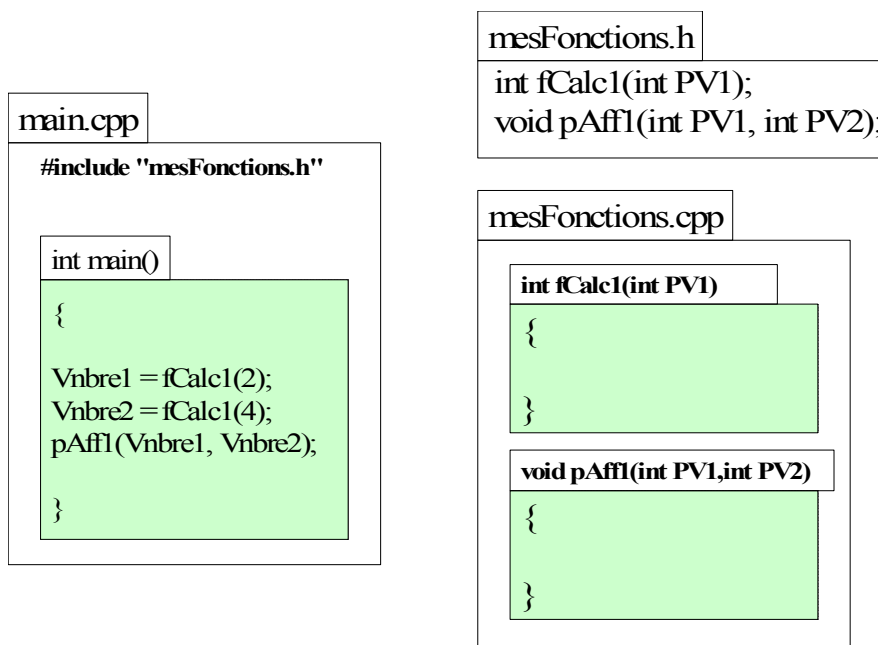 main.cpp
#include "mesFonctions.h"
int main()
{
Vnbre1 = fCalc1(2);
Vnbre2 = fCalc1(4);
pAff1(Vnbre1, Vnbre2);
}
mesFonctions.h
int fCalc1(int PV1);
void pAff1(int PV1, int PV2);
mesFonctions.cpp
int fCalc1(int PV1)
{
}
void pAff1(int PV1,int PV2)
{
}